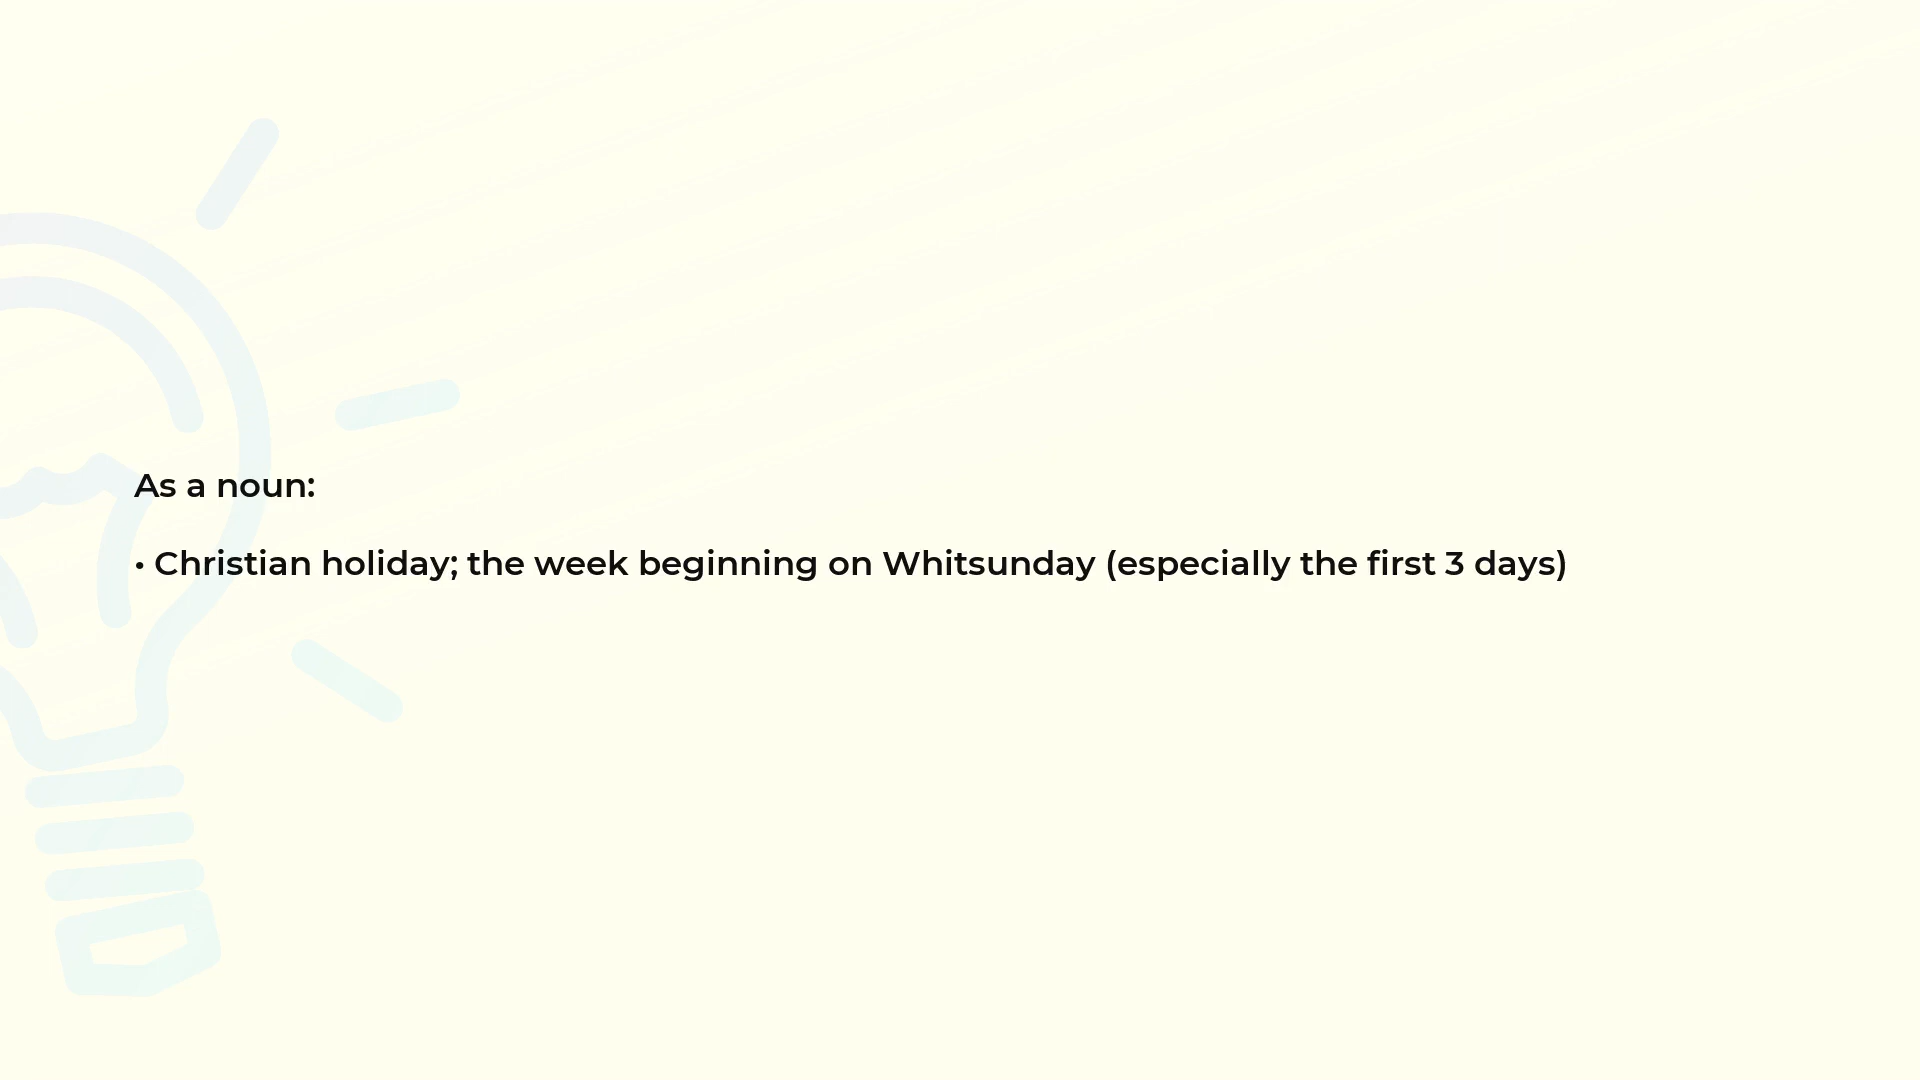 As a noun:
• Christian holiday; the week beginning on Whitsunday (especially the first 3 days)